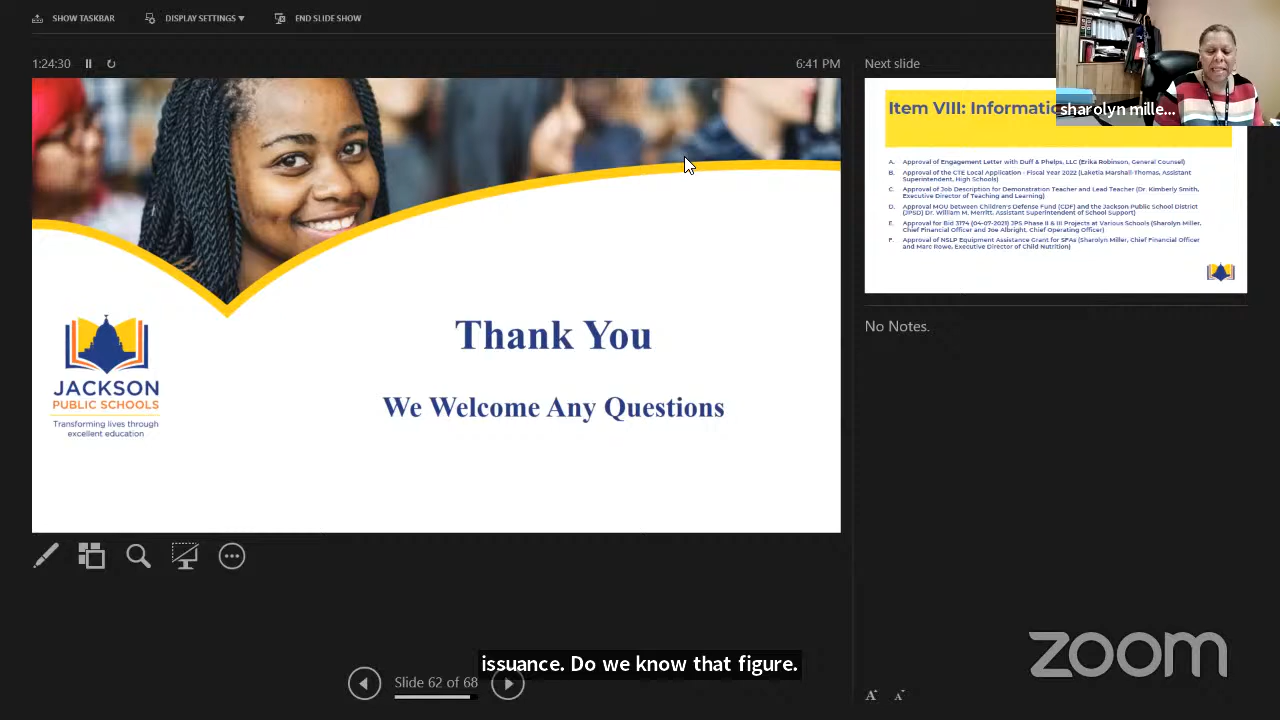 SHOW TASKBAR
DISPLAY SETTINGS ▼
END SLIDE SHOW
1:24:30
6:41 PM
Next slide
sharolyn mille...
Item VIII: Informatio
A. Approval of Engagement Letter with Duff & Phelps, LLC (Erika Robinson, General Counsel)
B. Approval of the CTE Local Application - Fiscal Year 2022 (Laketia Marshall-Thomas, Assistant
Superintendent, High Schools)
C. Approval of Job Description for Demonstration Teacher and Lead Teacher (Dr. Kimberly Smith,
Executive Director of Teaching and Learning)
D. Approval MOU between Children's Defense Fund (CDF) and the Jackson Public School District
(JPSD) Dr. William M. Merritt, Assistant Superintendent of School Support)
E. Approval for Bid 3174 (04-07-2021) JPS Phase II & III Projects at Various Schools (Sharolyn Miller,
Chief Financial Officer and Joe Albright, Chief Operating Officer)
F. Approval of NSLP Equipment Assistance Grant for SFAs (Sharolyn Miller, Chief Financial Officer
and Marc Rowe, Executive Director of Child Nutrition)
No Notes.
Thank You
We Welcome Any Questions
JACKSON
PUBLIC SCHOOLS
Transforming lives through
excellent education
issuance. Do we know that figure.
Slide 62 of 68
zoom
A A